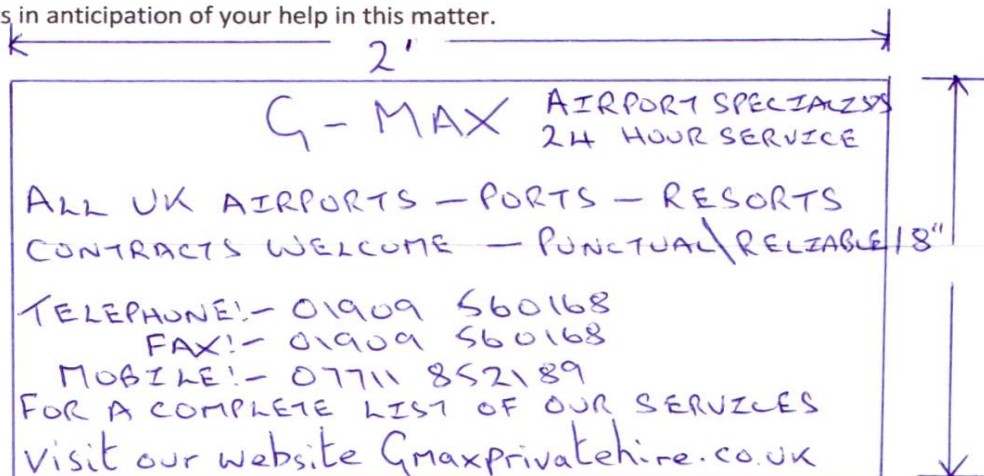 s in anticipation of your help in this matter.
2'
G-MAX AIRPORT SPECIALISTS
24 HOUR SERVICE
ALL UK AIRPORTS - PORTS - RESORTS
CONTRACTS WELCOME - PUNCTUAL\RELIABLE
18"
TELEPHONE:- 01909 560168
FAX:- 01909 560168
MOBILE:- 07711 852189
FOR A COMPLETE LIST OF OUR SERVICES
Visit our website Gmaxprivatehire.co.uk